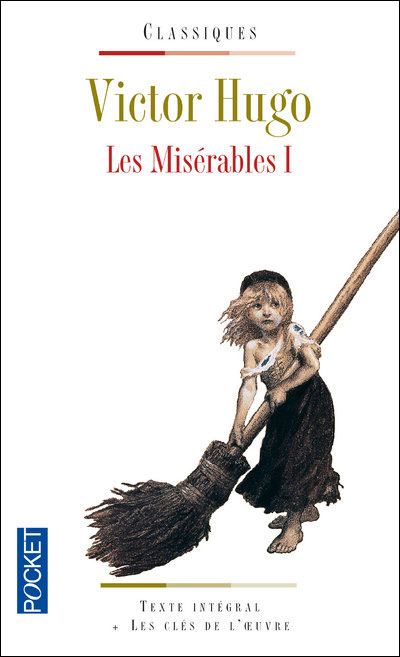 CLASSIQUES
Victor Hugo
Les Misérables I
POCKET
TEXTE INTÉGRAL
+ LES CLÉS DE L'ŒUVRE